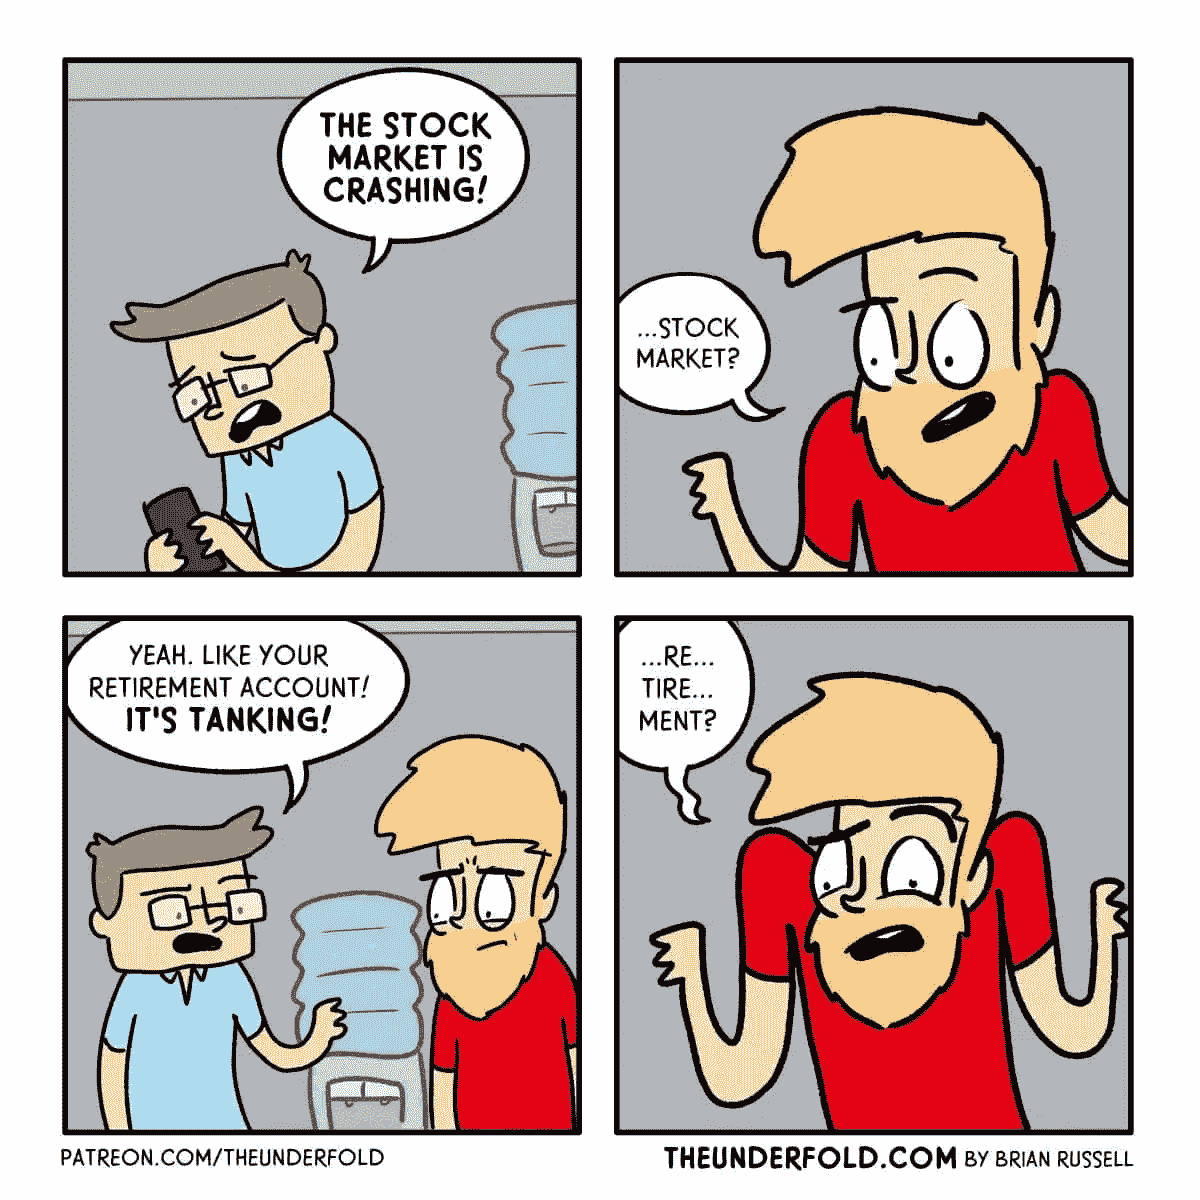 THE STOCK
MARKET IS
CRASHING!
...STOCK
MARKET?
YEAH. LIKE YOUR
RETIREMENT ACCOUNT!
IT'S TANKING!
...RE...
TIRE...
MENT?
PATREON.COM/THEUNDERFOLD
THEUNDERFOLD.COM BY BRIAN RUSSELL